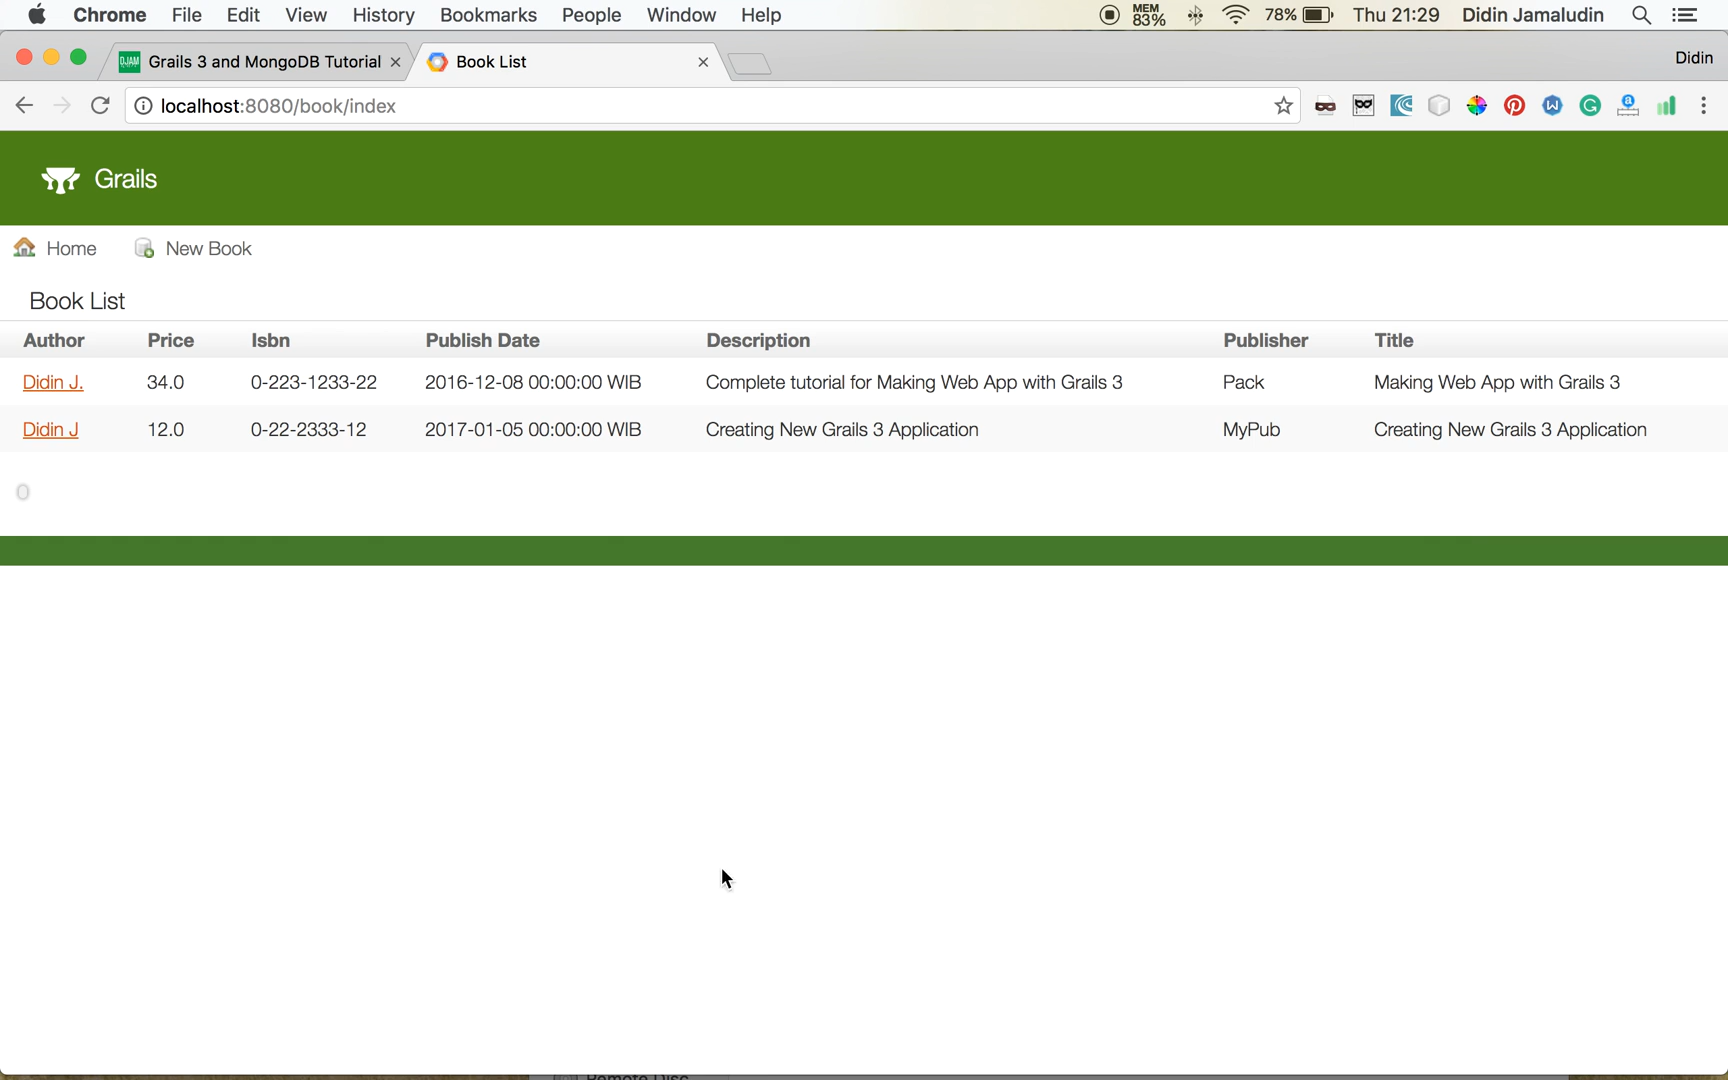 Chrome File Edit View History Bookmarks People Window Help MEM 83% 78% Thu 21:29 Didin Jamaludin
DJAM Grails 3 and MongoDB Tutorial Book List Didin
localhost:8080/book/index
Grails
Home New Book
Book List
Author Price Isbn Publish Date Description Publisher Title
Didin J. 34.0 0-223-1233-22 2016-12-08 00:00:00 WIB Complete tutorial for Making Web App with Grails 3 Pack Making Web App with Grails 3
Didin J 12.0 0-22-2333-12 2017-01-05 00:00:00 WIB Creating New Grails 3 Application MyPub Creating New Grails 3 Application
Remote Disc